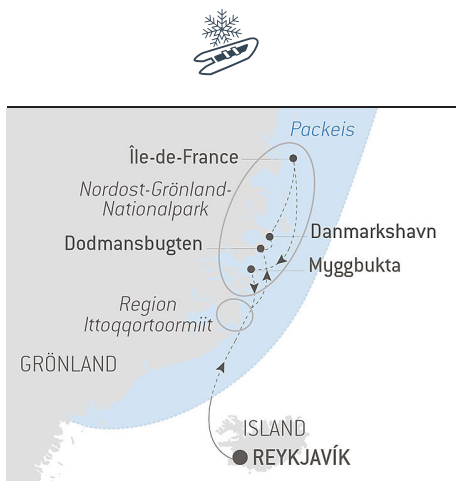 Packeis
Île-de-France
Nordost-Grönland-
Nationalpark
Danmarkshavn
Dodmansbugten
Myggbukta
Region
Ittoqqortoormiit
GRÖNLAND
ISLAND
REYKJAVÍK